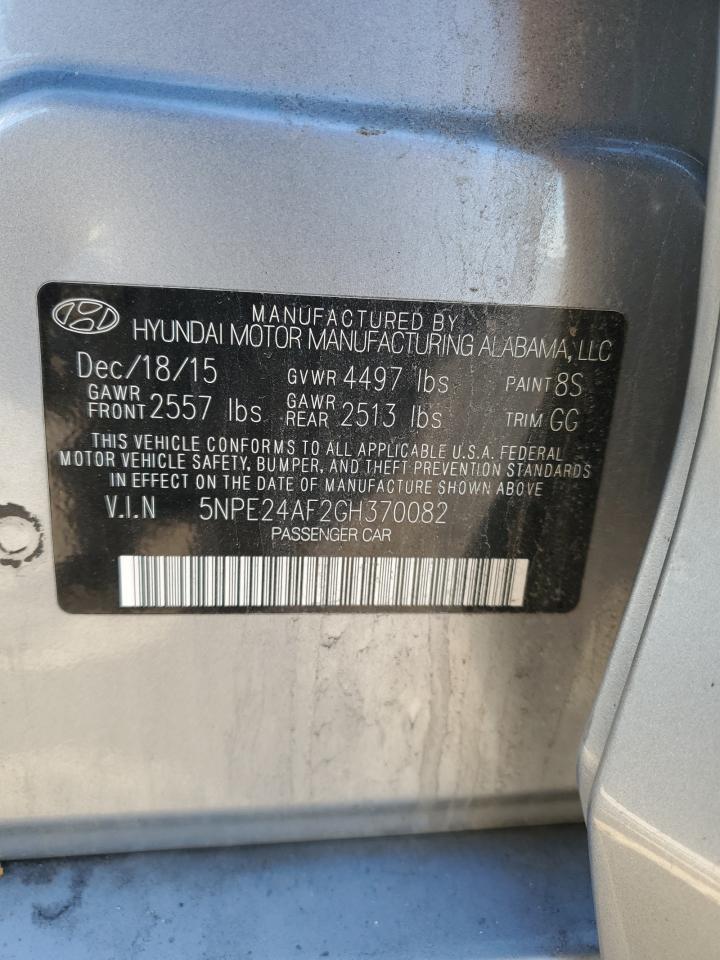 MANUFACTURED BY
HYUNDAI MOTOR MANUFACTURING ALABAMA, LLC
Dec/18/15 GVWR 4497 lbs PAINT 8S
GAWR FRONT 2557 lbs GAWR REAR 2513 lbs TRIM GG
THIS VEHICLE CONFORMS TO ALL APPLICABLE U.S.A. FEDERAL
MOTOR VEHICLE SAFETY, BUMPER, AND THEFT PREVENTION STANDARDS
IN EFFECT ON THE DATE OF MANUFACTURE SHOWN ABOVE.
V.I.N 5NPE24AF2GH370082
PASSENGER CAR